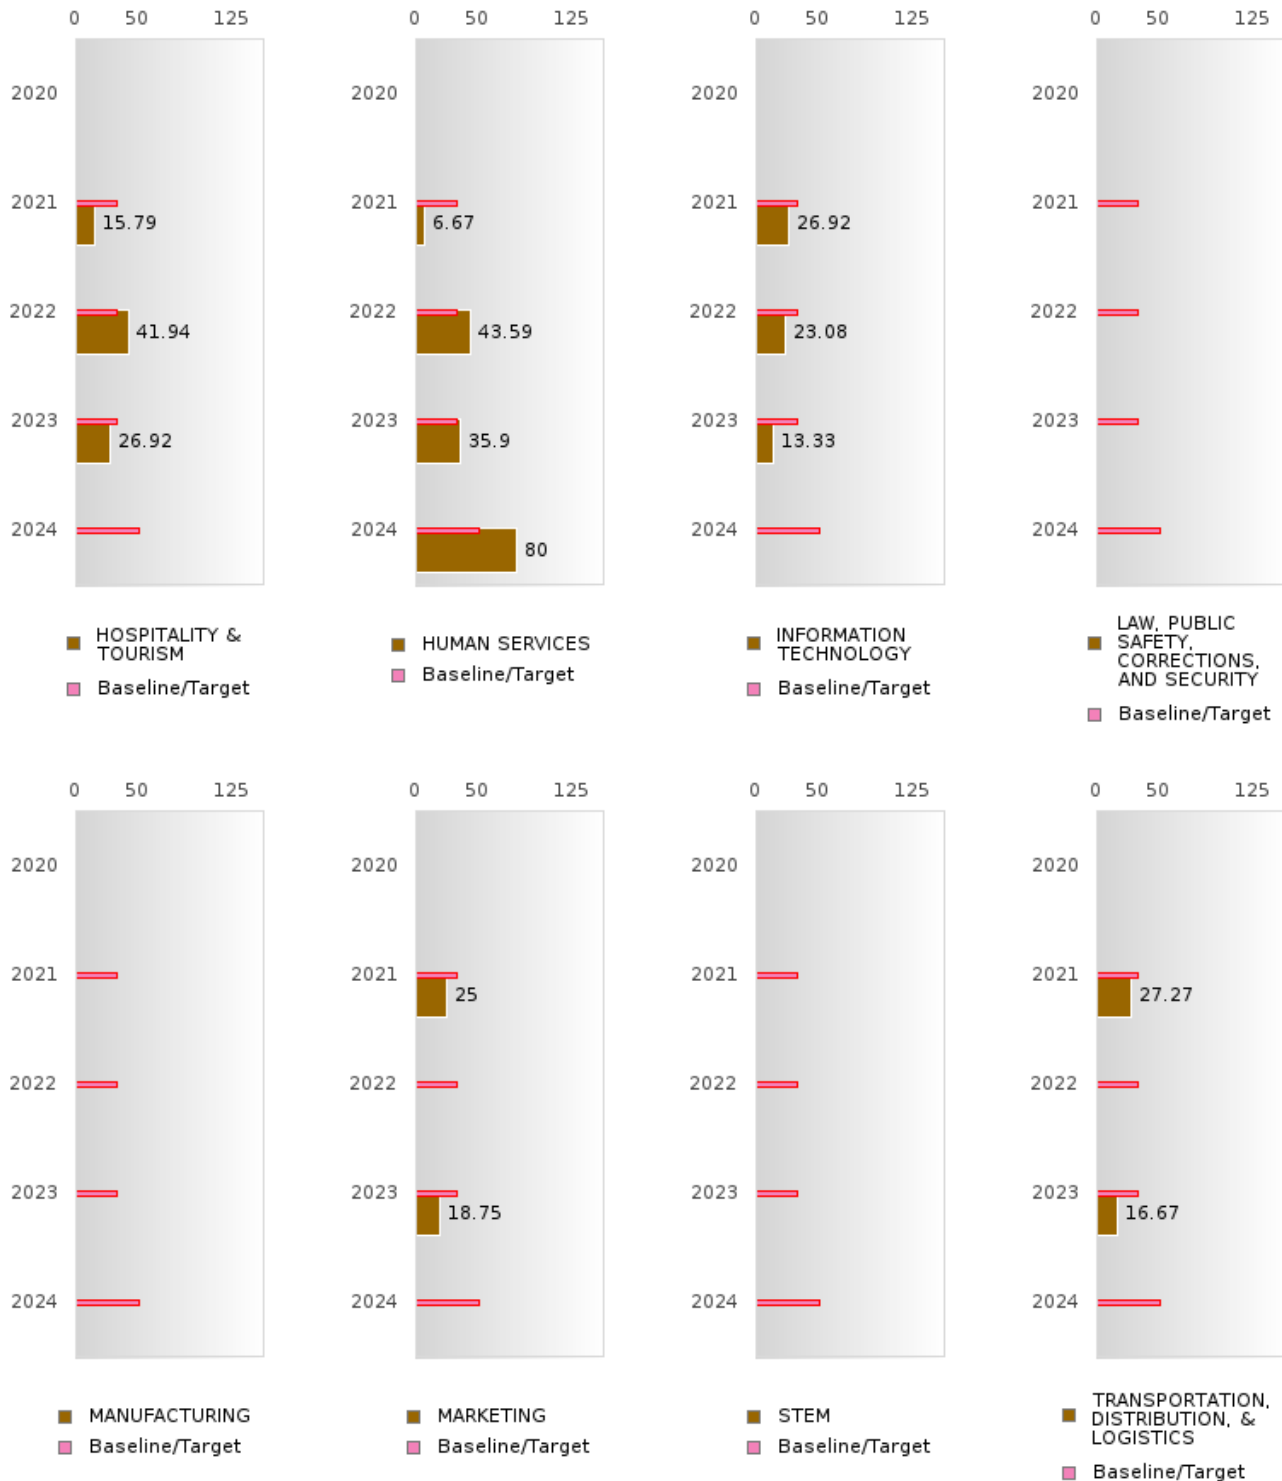 0 50 125
2020
2021
15.79
2022
41.94
2023
26.92
2024
HOSPITALITY &
TOURISM
Baseline/Target
0 50 125
2020
2021
6.67
2022
43.59
2023
35.9
2024
80
HUMAN SERVICES
Baseline/Target
0 50 125
2020
2021
26.92
2022
23.08
2023
13.33
2024
INFORMATION
TECHNOLOGY
Baseline/Target
0 50 125
2020
2021
2022
2023
2024
LAW, PUBLIC
SAFETY,
CORRECTIONS,
AND SECURITY
Baseline/Target
0 50 125
2020
2021
2022
2023
2024
MANUFACTURING
Baseline/Target
0 50 125
2020
2021
25
2022
2023
18.75
2024
MARKETING
Baseline/Target
0 50 125
2020
2021
2022
2023
2024
STEM
Baseline/Target
0 50 125
2020
2021
27.27
2022
2023
16.67
2024
TRANSPORTATION,
DISTRIBUTION, &
LOGISTICS
Baseline/Target